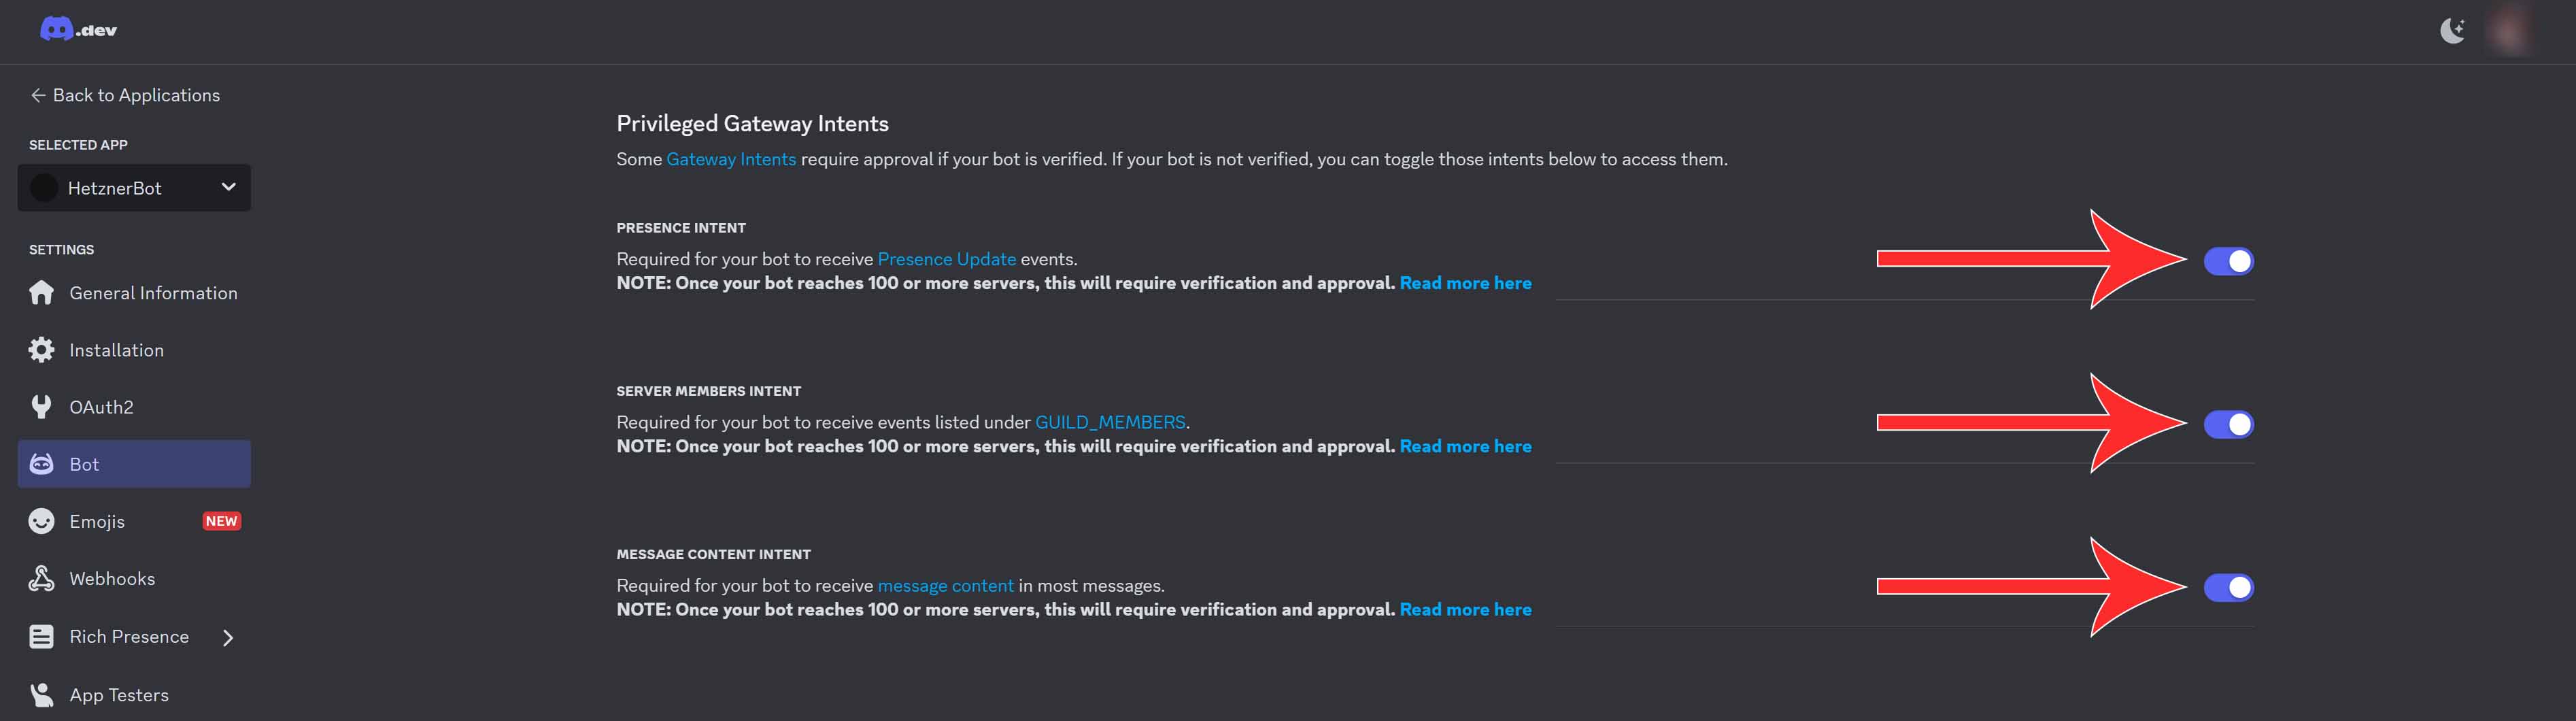 .dev
Back to Applications
SELECTED APP
HetznerBot
SETTINGS
General Information
Installation
OAuth2
Bot
Emojis NEW
Webhooks
Rich Presence
App Testers
Privileged Gateway Intents
Some Gateway Intents require approval if your bot is verified. If your bot is not verified, you can toggle those intents below to access them.
PRESENCE INTENT
Required for your bot to receive Presence Update events.
NOTE: Once your bot reaches 100 or more servers, this will require verification and approval. Read more here
SERVER MEMBERS INTENT
Required for your bot to receive events listed under GUILD_MEMBERS.
NOTE: Once your bot reaches 100 or more servers, this will require verification and approval. Read more here
MESSAGE CONTENT INTENT
Required for your bot to receive message content in most messages.
NOTE: Once your bot reaches 100 or more servers, this will require verification and approval. Read more here